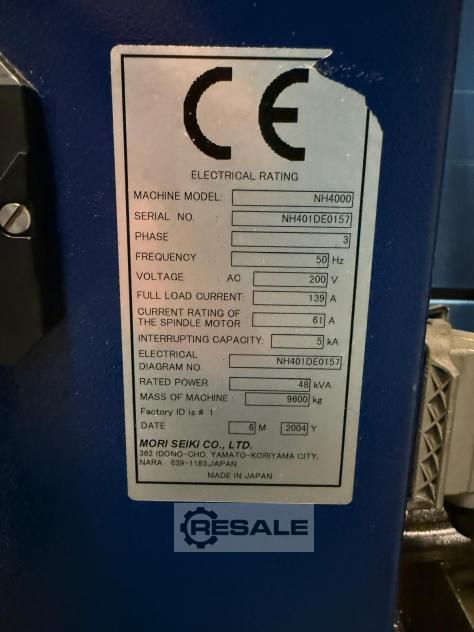 CE
ELECTRICAL RATING
MACHINE MODEL: NH4000
SERIAL NO. : NH401DE0157
PHASE : 3
FREQUENCY : 50 Hz
VOLTAGE : AC 200 V
FULL LOAD CURRENT: 139 A
CURRENT RATING OF
THE SPINDLE MOTOR : 61 A
INTERRUPTING CAPACITY: 5 kA
ELECTRICAL
DIAGRAM NO : NH401DE0157
RATED POWER : 48 kVA
MASS OF MACHINE : 9600 kg
Factory ID is # 1
DATE 6 M 2004 Y
MORI SEIKI CO., LTD.
362 IDONO-CHO, YAMATO-KORIYAMA CITY,
NARA 639-1183,JAPAN
MADE IN JAPAN
RESALE